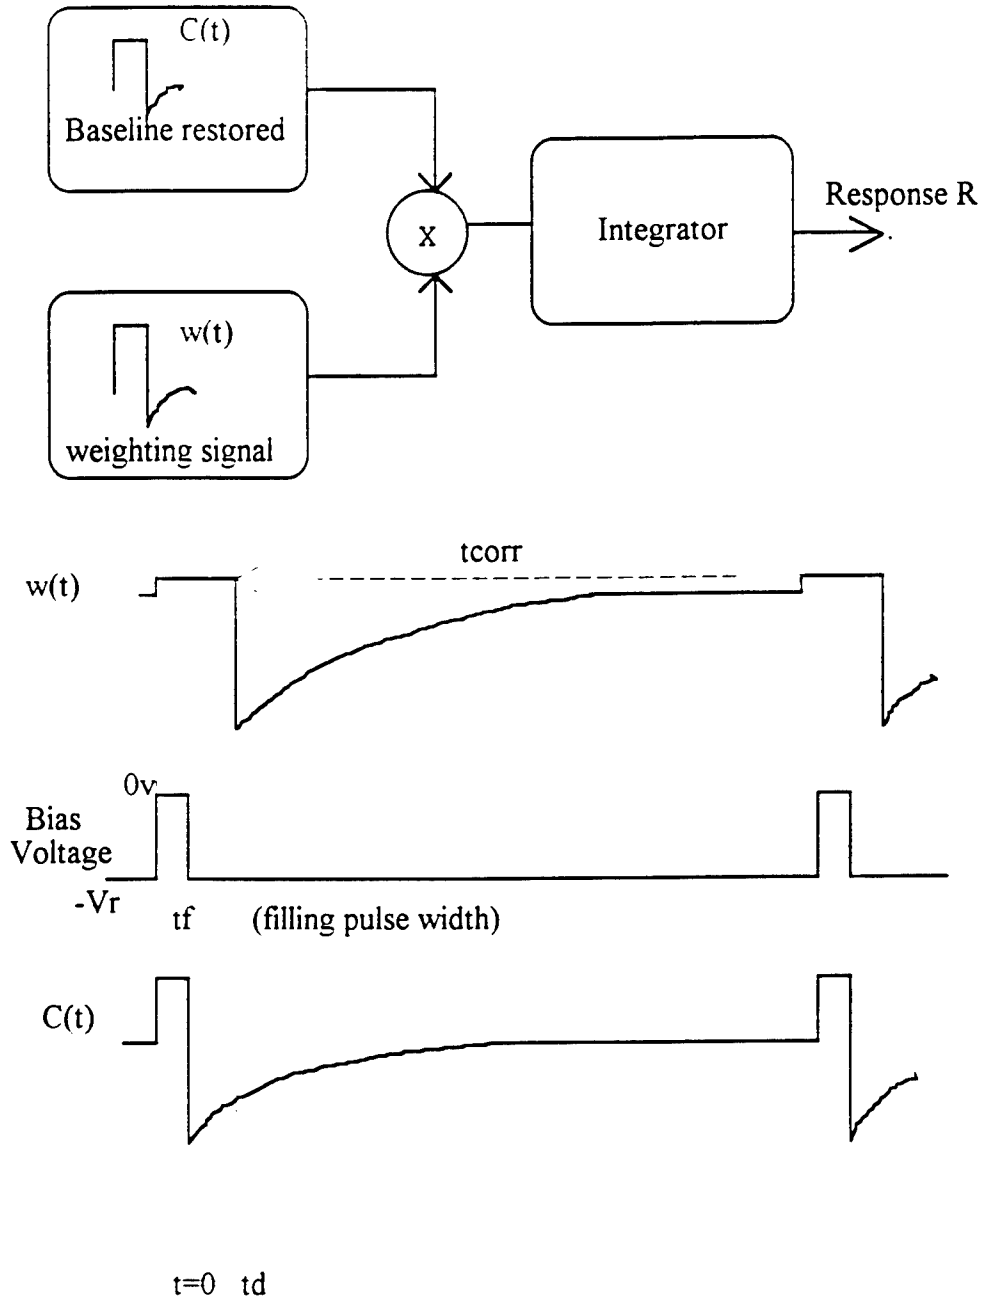 C(t)
Baseline restored
X
Integrator
Response R
w(t)
weighting signal
tcorr
w(t)
0v
Bias
Voltage
-Vr
tf (filling pulse width)
C(t)
t=0 td